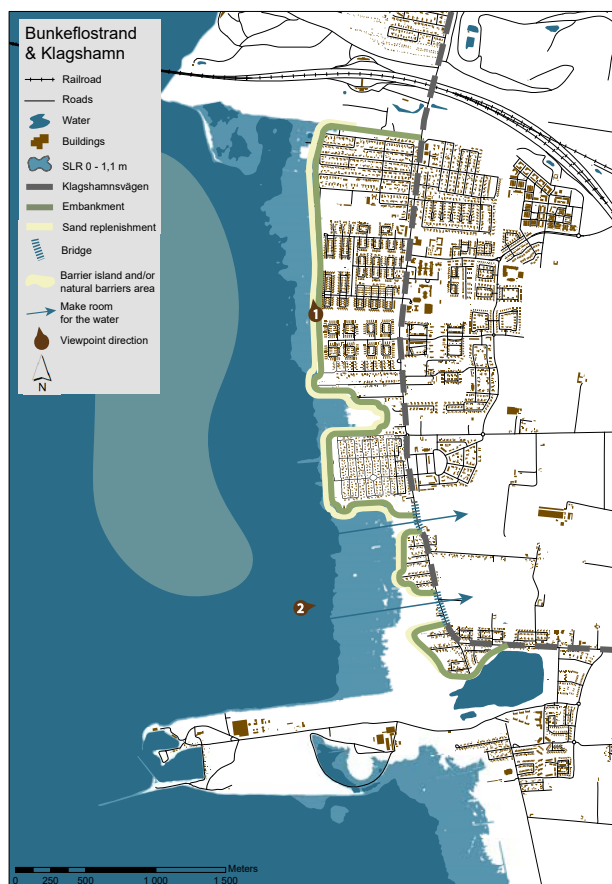 Bunkeflostrand
& Klagshamn
Railroad
Roads
Water
Buildings
SLR 0 - 1,1 m
Klagshamnsvägen
Embankment
Sand replenishment
Bridge
Barrier island and/or
natural barriers area
Make room
for the water
Viewpoint direction
N
1
2
Meters
0 250 500 1 000 1 500